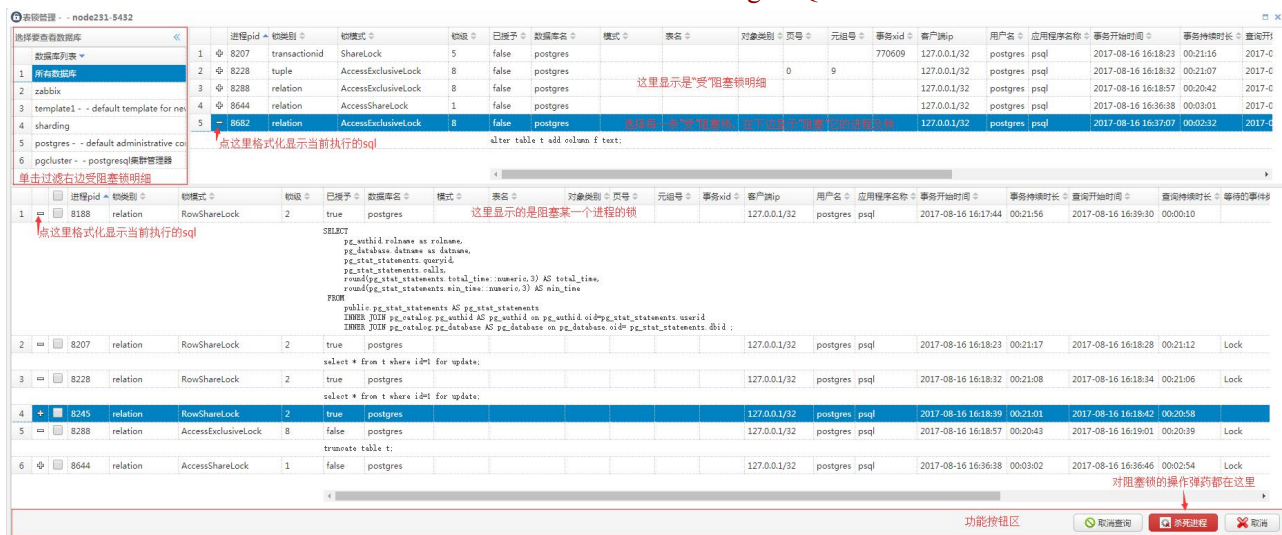 表锁管理 - - node231-5432
选择要查看数据库
数据库列表
1 所有数据库
2 zabbix
3 template1 - - default template for nev
4 sharding
5 postgres - - default administrative co
6 pgcluster - - postgresql集群管理器
单击过滤右边受阻塞锁明细
进程pid 锁类别 锁模式 锁级 已授予 数据库名 模式 表名 对象类别 页号 元组号 事务xid 客户端ip 用户名 应用程序名称 事务开始时间 事务持续时长 查询开始
1 8207 transactionid ShareLock 5 false postgres 770609 127.0.0.1/32 postgres psql 2017-08-16 16:18:23 00:21:16 2017-0
2 8228 tuple AccessExclusiveLock 8 false postgres 0 9 127.0.0.1/32 postgres psql 2017-08-16 16:18:32 00:21:07 2017-0
这里显示是"受"阻塞锁明细
3 8288 relation AccessExclusiveLock 8 false postgres 127.0.0.1/32 postgres psql 2017-08-16 16:18:57 00:20:42 2017-0
4 8644 relation AccessShareLock 1 false postgres 127.0.0.1/32 postgres psql 2017-08-16 16:36:38 00:03:01 2017-0
5 8682 relation AccessExclusiveLock 8 false postgres 127.0.0.1/32 postgres psql 2017-08-16 16:37:07 00:02:32 2017-0
点这里格式化显示当前执行的sql
alter table t add column f text;
进程pid 锁类别 锁模式 锁级 已授予 数据库名 模式 表名 对象类别 页号 元组号 事务xid 客户端ip 用户名 应用程序名称 事务开始时间 事务持续时长 查询开始时间 查询持续时长 等待的事件类
1 8188 relation RowShareLock 2 true postgres 127.0.0.1/32 postgres psql 2017-08-16 16:17:44 00:21:56 2017-08-16 16:39:30 00:00:10
这里显示的是阻塞某一个进程的锁
点这里格式化显示当前执行的sql
SELECT
pg_authid.rolname as rolname,
pg_database.datname as datname,
pg_stat_statements.queryid,
pg_stat_statements.calls,
round(pg_stat_statements.total_time::numeric,3) AS total_time,
round(pg_stat_statements.min_time::numeric,3) AS min_time
FROM
public.pg_stat_statements AS pg_stat_statements
INNER JOIN pg_catalog.pg_authid AS pg_authid on pg_authid.oid=pg_stat_statements.userid
INNER JOIN pg_catalog.pg_database AS pg_database on pg_database.oid= pg_stat_statements.dbid ;
2 8207 relation RowShareLock 2 true postgres 127.0.0.1/32 postgres psql 2017-08-16 16:18:23 00:21:17 2017-08-16 16:18:28 00:21:12 Lock
select * from t where id=1 for update;
3 8228 relation RowShareLock 2 true postgres 127.0.0.1/32 postgres psql 2017-08-16 16:18:32 00:21:08 2017-08-16 16:18:34 00:21:06 Lock
select * from t where id=1 for update;
4 8245 relation RowShareLock 2 true postgres 127.0.0.1/32 postgres psql 2017-08-16 16:18:39 00:21:01 2017-08-16 16:18:42 00:20:58
5 8288 relation AccessExclusiveLock 8 false postgres 127.0.0.1/32 postgres psql 2017-08-16 16:18:57 00:20:43 2017-08-16 16:19:01 00:20:39 Lock
truncate table t;
6 8644 relation AccessShareLock 1 false postgres 127.0.0.1/32 postgres psql 2017-08-16 16:36:38 00:03:02 2017-08-16 16:36:46 00:02:54 Lock
对阻塞锁的操作弹药都在这里
功能按钮区
取消查询 杀死进程 取消